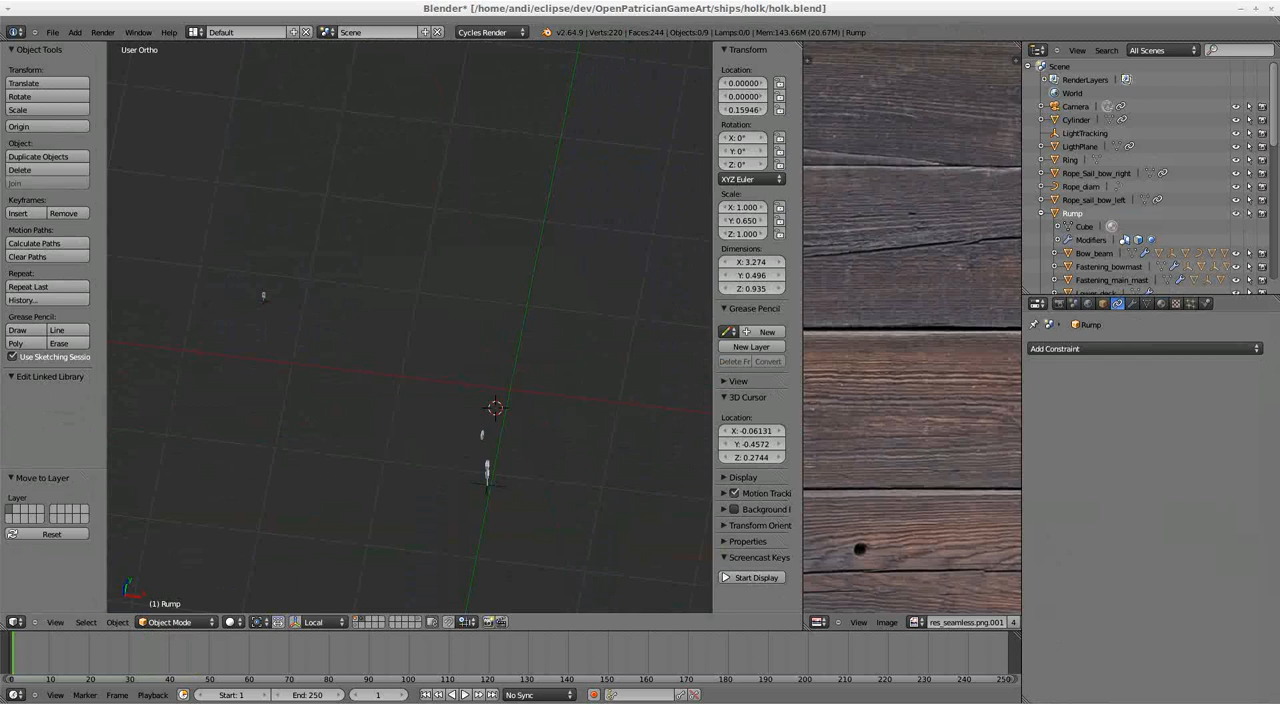 Blender* [/home/andi/eclipse/dev/OpenPatricianGameArt/ships/holk/holk.blend]
File Add Render Window Help Default Scene Cycles Render v2.64.9 | Verts:220 | Faces:244 | Objects:0/9 | Lamps:0/0 | Mem:143.66M (20.67M) | Rump
Object Tools
Transform:
Translate
Rotate
Scale
Origin
Object:
Duplicate Objects
Delete
Join
Keyframes:
Insert Remove
Motion Paths:
Calculate Paths
Clear Paths
Repeat:
Repeat Last
History...
Grease Pencil:
Draw Line
Poly Erase
Use Sketching Sessio
Edit Linked Library
Move to Layer
Layer
Reset
User Ortho
(1) Rump
View Select Object Object Mode Local
Transform
Location:
0.00000
0.00000
0.15946
Rotation:
X: 0°
Y: 0°
Z: 0°
XYZ Euler
Scale:
X: 1.000
Y: 0.650
Z: 1.000
Dimensions:
X: 3.274
Y: 0.496
Z: 0.935
Grease Pencil
New
New Layer
Delete Fr Convert
View
3D Cursor
Location:
X: -0.06131
Y: -0.4572
Z: 0.2744
Display
Motion Tracki
Background I
Transform Orient
Properties
Screencast Keys
Start Display
View Image res_seamless.png.001 4
View Search All Scenes
Scene
RenderLayers
World
Camera
Cylinder
LightTracking
LigthPlane
Ring
Rope_Sail_bow_right
Rope_diam
Rope_sail_bow_left
Rump
Cube
Modifiers
Bow_beam
Fastening_bowmast
Fastening_main_mast
Rump
Add Constraint
0 10 20 30 40 50 60 70 80 90 100 110 120 130 140 150 160 170 180 190 200 210 220 230 240 250
View Marker Frame Playback Start: 1 End: 250 1 No Sync